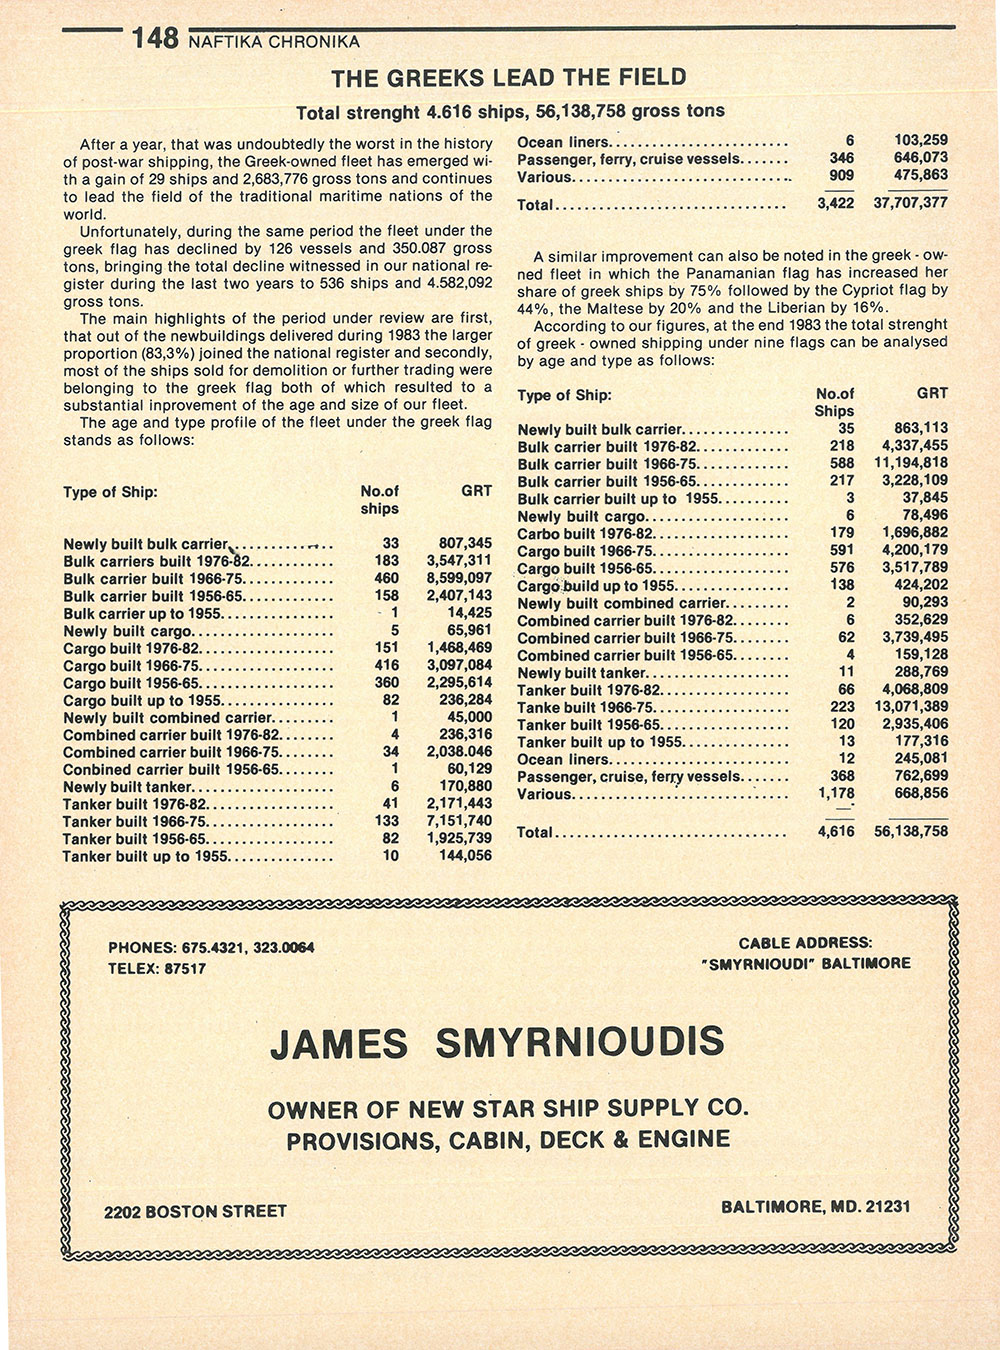 148 NAFTIKA CHRONIKA
THE GREEKS LEAD THE FIELD
Total strenght 4.616 ships, 56,138,758 gross tons
After a year, that was undoubtedly the worst in the history
of post-war shipping, the Greek-owned fleet has emerged wi-
th a gain of 29 ships and 2,683,776 gross tons and continues
to lead the field of the traditional maritime nations of the
world.
Unfortunately, during the same period the fleet under the
greek flag has declined by 126 vessels and 350.087 gross
tons, bringing the total decline witnessed in our national re-
gister during the last two years to 536 ships and 4.582,092
gross tons.
The main highlights of the period under review are first,
that out of the newbuildings delivered during 1983 the larger
proportion (83,3%) joined the national register and secondly,
most of the ships sold for demolition or further trading were
belonging to the greek flag both of which resulted to a
substantial inprovement of the age and size of our fleet.
The age and type profile of the fleet under the greek flag
stands as follows:
Type of Ship: No.of GRT
ships
Newly built bulk carrier.............. 33 807,345
Bulk carriers built 1976-82............ 183 3,547,311
Bulk carrier built 1966-75............. 460 8,599,097
Bulk carrier built 1956-65............. 158 2,407,143
Bulk carrier up to 1955................ 1 14,425
Newly built cargo.................... 5 65,961
Cargo built 1976-82................... 151 1,468,469
Cargo built 1966-75................... 416 3,097,084
Cargo built 1956-65................... 360 2,295,614
Cargo built up to 1955................ 82 236,284
Newly built combined carrier......... 1 45,000
Combined carrier built 1976-82........ 4 236,316
Combined carrier built 1966-75........ 34 2,038.046
Conbined carrier built 1956-65........ 1 60,129
Newly built tanker.................... 6 170,880
Tanker built 1976-82.................. 41 2,171,443
Tanker built 1966-75.................. 133 7,151,740
Tanker built 1956-65.................. 82 1,925,739
Tanker built up to 1955............... 10 144,056
Ocean liners.......................... 6 103,259
Passenger, ferry, cruise vessels....... 346 646,073
Various................................ 909 475,863
Total................................. 3,422 37,707,377
A similar improvement can also be noted in the greek - ow-
ned fleet in which the Panamanian flag has increased her
share of greek ships by 75% followed by the Cypriot flag by
44%, the Maltese by 20% and the Liberian by 16%.
According to our figures, at the end 1983 the total strenght
of greek - owned shipping under nine flags can be analysed
by age and type as follows:
Type of Ship: No.of GRT
Ships
Newly built bulk carrier............... 35 863,113
Bulk carrier built 1976-82............. 218 4,337,455
Bulk carrier built 1966-75............. 588 11,194,818
Bulk carrier built 1956-65............. 217 3,228,109
Bulk carrier built up to 1955.......... 3 37,845
Newly built cargo..................... 6 78,496
Carbo built 1976-82.................... 179 1,696,882
Cargo built 1966-75.................... 591 4,200,179
Cargo built 1956-65.................... 576 3,517,789
Cargo build up to 1955................. 138 424,202
Newly built combined carrier......... 2 90,293
Combined carrier built 1976-82........ 6 352,629
Combined carrier built 1966-75........ 62 3,739,495
Combined carrier built 1956-65........ 4 159,128
Newly built tanker..................... 11 288,769
Tanker built 1976-82................... 66 4,068,809
Tanke built 1966-75.................... 223 13,071,389
Tanker built 1956-65................... 120 2,935,406
Tanker built up to 1955................ 13 177,316
Ocean liners.......................... 12 245,081
Passenger, cruise, ferry vessels....... 368 762,699
Various............................... 1,178 668,856
Total................................. 4,616 56,138,758
PHONES: 675.4321, 323.0064
TELEX: 87517
CABLE ADDRESS:
"SMYRNIOUDI" BALTIMORE
JAMES SMYRNIOUDIS
OWNER OF NEW STAR SHIP SUPPLY CO.
PROVISIONS, CABIN, DECK & ENGINE
2202 BOSTON STREET
BALTIMORE, MD. 21231